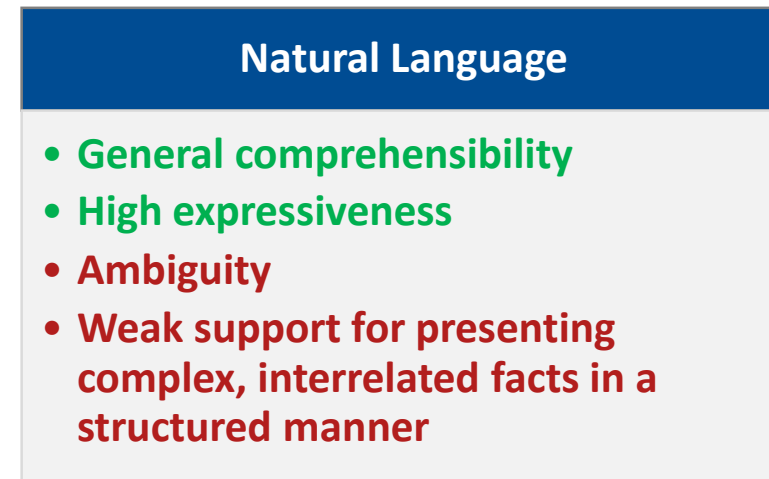 Natural Language
• General comprehensibility
• High expressiveness
• Ambiguity
• Weak support for presenting
complex, interrelated facts in a
structured manner